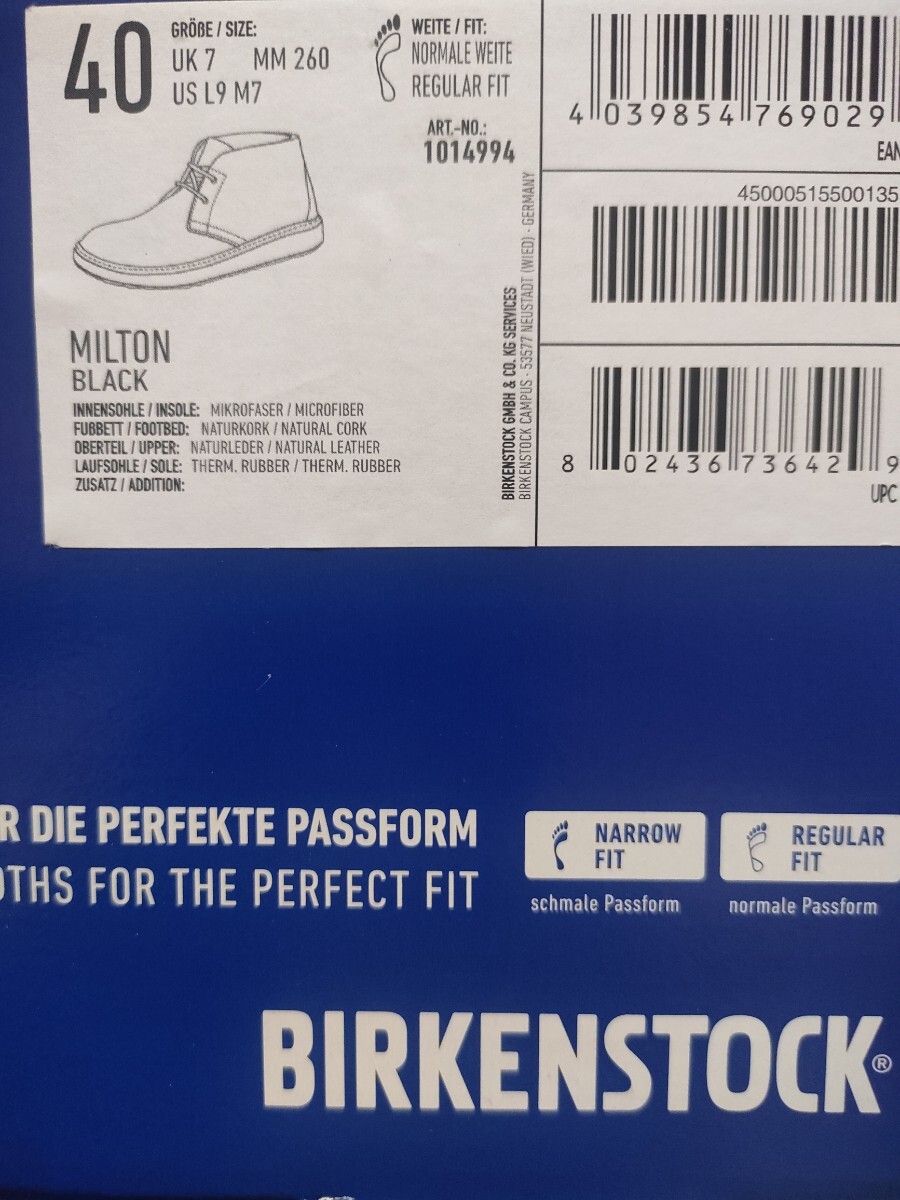 40
GRÖßE / SIZE:
UK 7 MM 260
US L9 M7
WEITE / FIT:
NORMALE WEITE
REGULAR FIT
ART.-NO.:
1014994
MILTON
BLACK
INNENSOHLE / INSOLE: MIKROFASER / MICROFIBER
FUBBETT / FOOTBED: NATURKORK / NATURAL CORK
OBERTEIL / UPPER: NATURLEDER / NATURAL LEATHER
LAUFSOHLE / SOLE: THERM. RUBBER / THERM. RUBBER
ZUSATZ / ADDITION:
BIRKENSTOCK GMBH & CO. KG SERVICES
BIRKENSTOCK CAMPUS · 53577 NEUSTADT (WIED) · GERMANY
4 039854 769029
EAN
45000515500135
8 02436 73642 9
UPC
R DIE PERFEKTE PASSFORM
THS FOR THE PERFECT FIT
NARROW
FIT
schmale Passform
REGULAR
FIT
normale Passform
BIRKENSTOCK®